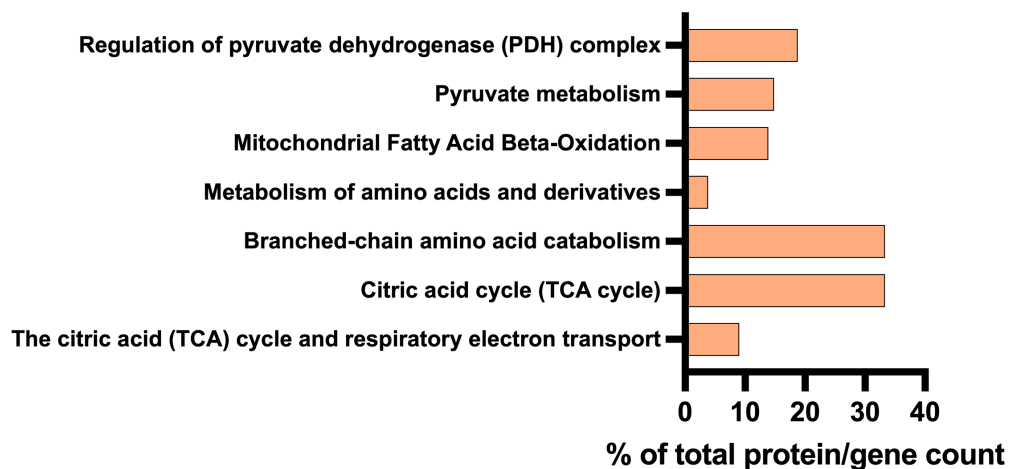 Regulation of pyruvate dehydrogenase (PDH) complex
Pyruvate metabolism
Mitochondrial Fatty Acid Beta-Oxidation
Metabolism of amino acids and derivatives
Branched-chain amino acid catabolism
Citric acid cycle (TCA cycle)
The citric acid (TCA) cycle and respiratory electron transport
0 10 20 30 40
% of total protein/gene count